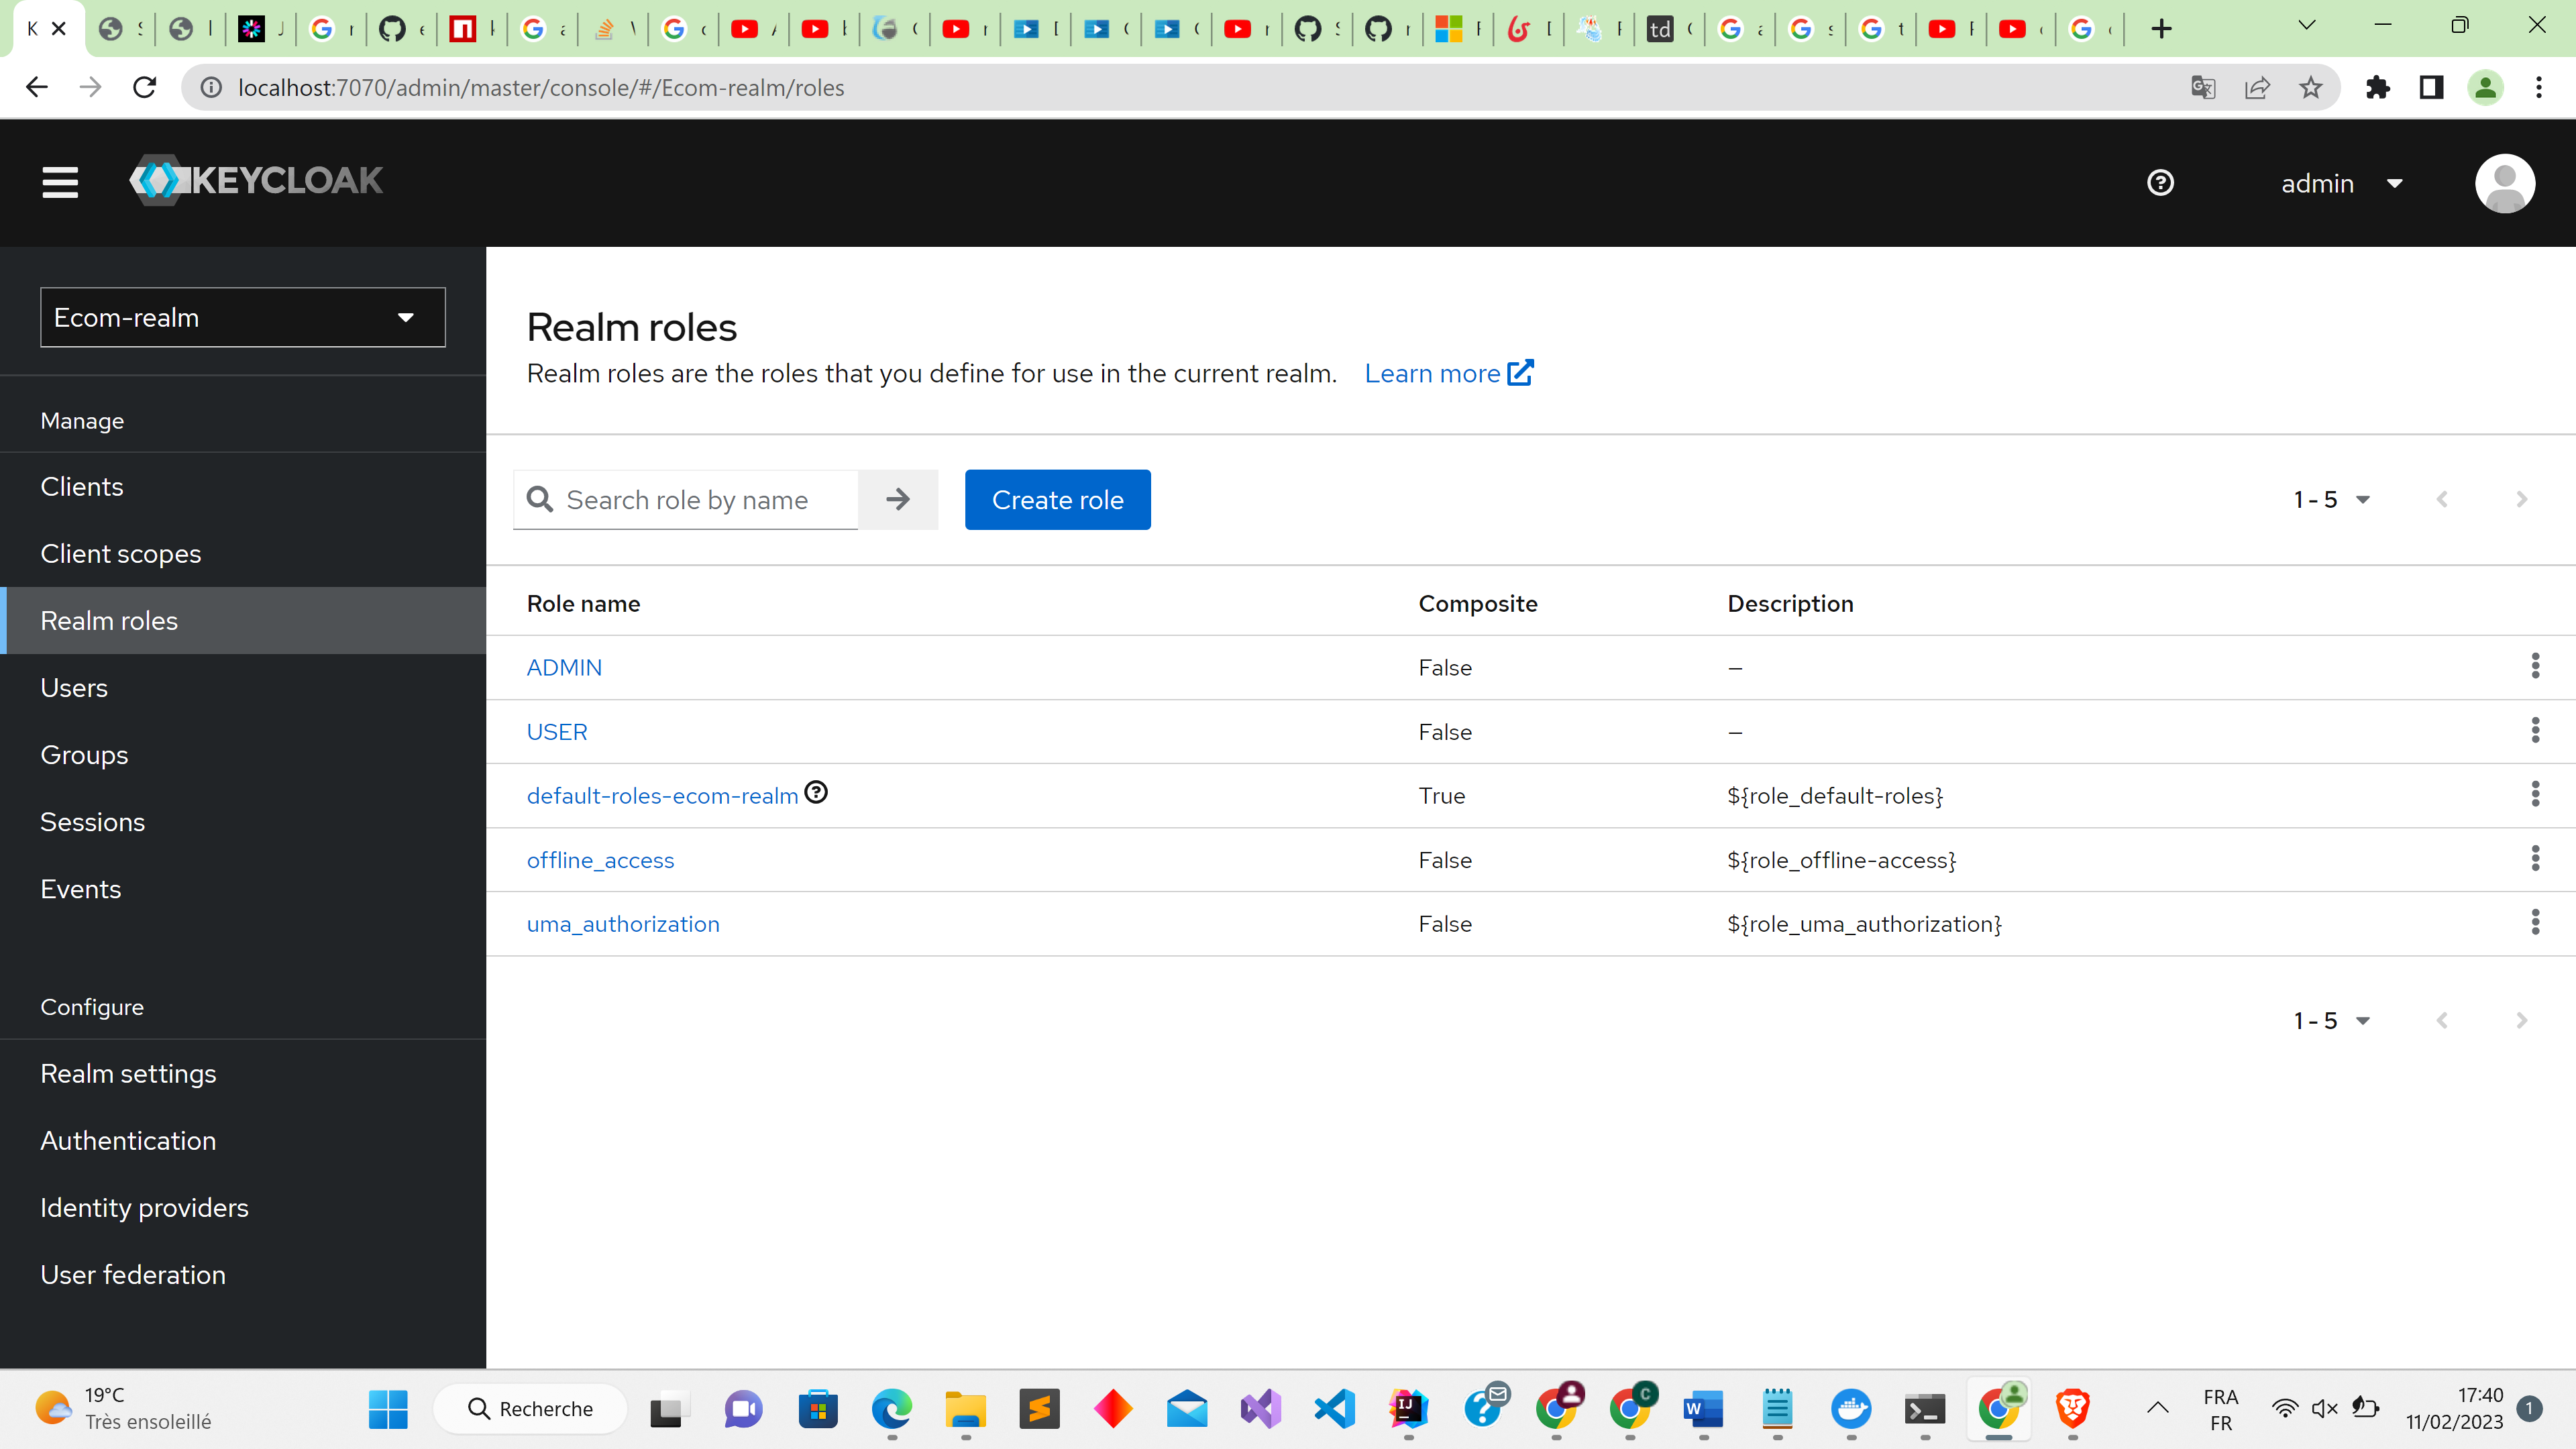 localhost:7070/admin/master/console/#/Ecom-realm/roles
KEYCLOAK
admin
Ecom-realm
Manage
Clients
Client scopes
Realm roles
Users
Groups
Sessions
Events
Configure
Realm settings
Authentication
Identity providers
User federation
Realm roles
Realm roles are the roles that you define for use in the current realm. Learn more
Search role by name
Create role
1 - 5
Role name Composite Description
ADMIN False —
USER False —
default-roles-ecom-realm True ${role_default-roles}
offline_access False ${role_offline-access}
uma_authorization False ${role_uma_authorization}
1 - 5
19°C
Très ensoleillé
Recherche
FRA
FR
17:40
11/02/2023
1